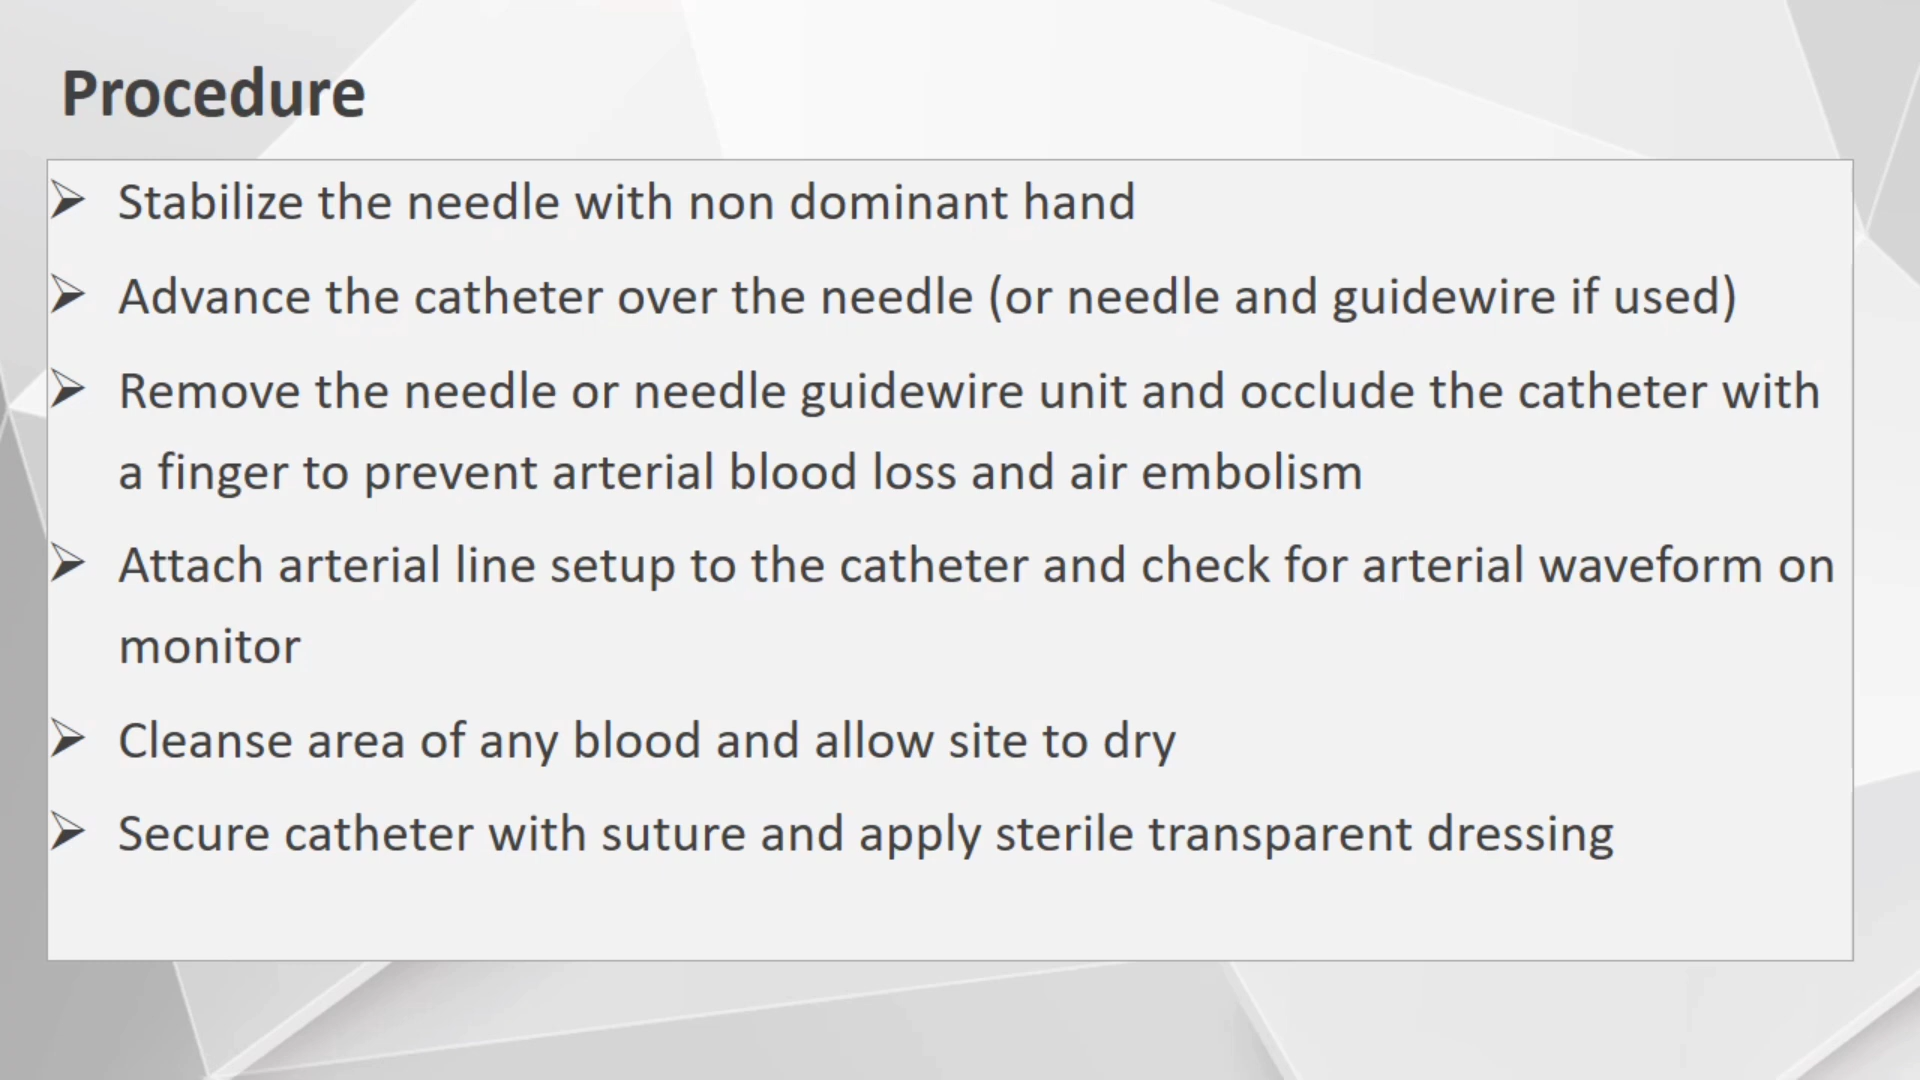 Procedure
Stabilize the needle with non dominant hand
Advance the catheter over the needle (or needle and guidewire if used)
Remove the needle or needle guidewire unit and occlude the catheter with
a finger to prevent arterial blood loss and air embolism
Attach arterial line setup to the catheter and check for arterial waveform on
monitor
Cleanse area of any blood and allow site to dry
Secure catheter with suture and apply sterile transparent dressing